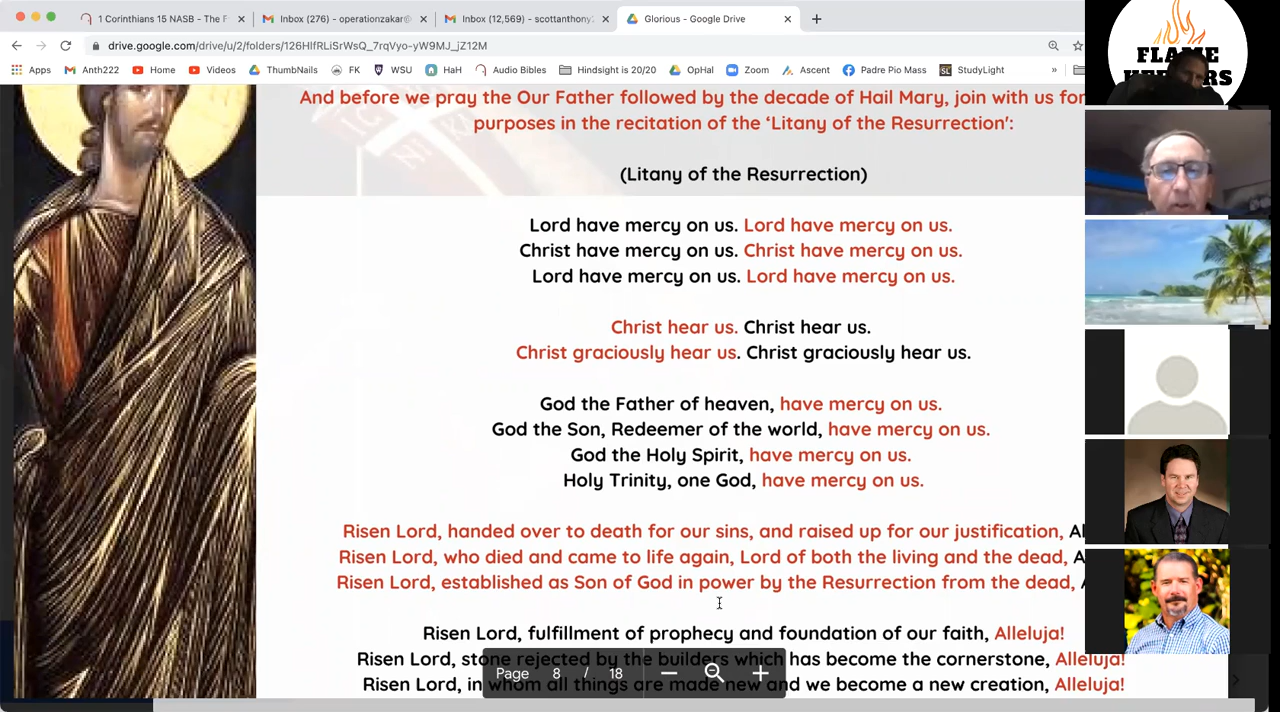 1 Corinthians 15 NASB - The F
Inbox (276) - operationzakar@
Inbox (12,569) - scottanthony
Glorious - Google Drive
drive.google.com/drive/u/2/folders/126HIfRLiSrWsQ_7rqVyo-yW9MJ_jZ12M
Apps Anth222 Home Videos ThumbNails FK WSU HaH Audio Bibles Hindsight is 20/20 OpHal Zoom Ascent Padre Pio Mass StudyLight »
FLAME
And before we pray the Our Father followed by the decade of Hail Mary, join with us for
purposes in the recitation of the ‘Litany of the Resurrection’:
(Litany of the Resurrection)
Lord have mercy on us. Lord have mercy on us.
Christ have mercy on us. Christ have mercy on us.
Lord have mercy on us. Lord have mercy on us.
Christ hear us. Christ hear us.
Christ graciously hear us. Christ graciously hear us.
God the Father of heaven, have mercy on us.
God the Son, Redeemer of the world, have mercy on us.
God the Holy Spirit, have mercy on us.
Holy Trinity, one God, have mercy on us.
Risen Lord, handed over to death for our sins, and raised up for our justification, Al
Risen Lord, who died and came to life again, Lord of both the living and the dead, A
Risen Lord, established as Son of God in power by the Resurrection from the dead,
Risen Lord, fulfillment of prophecy and foundation of our faith, Alleluja!
Risen Lord, stone rejected by the builders which has become the cornerstone, Alleluja!
Risen Lord, in whom all things are made new and we become a new creation, Alleluja!
Page 8 / 18